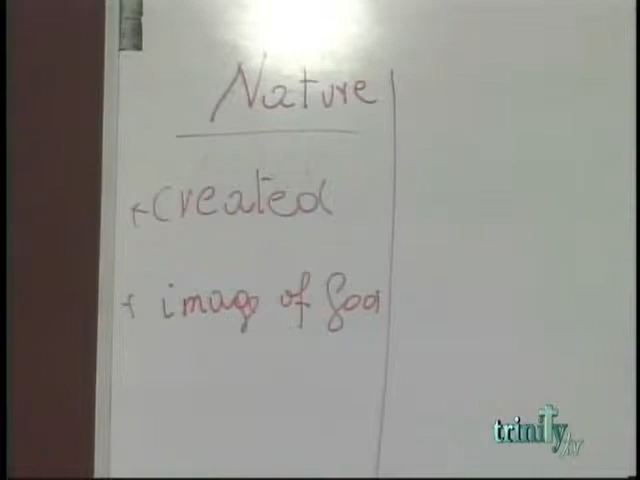 Nature
+ created
+ image of God
trinity tv